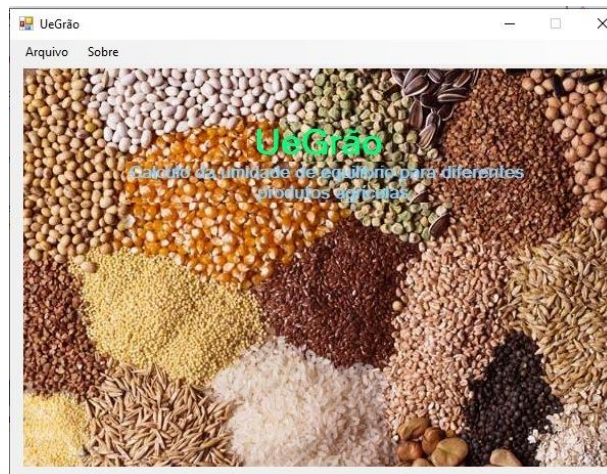 UeGrão
Arquivo Sobre
UeGrão
Calculo da umidade de equilíbrio para diferentes
produtos agrícolas